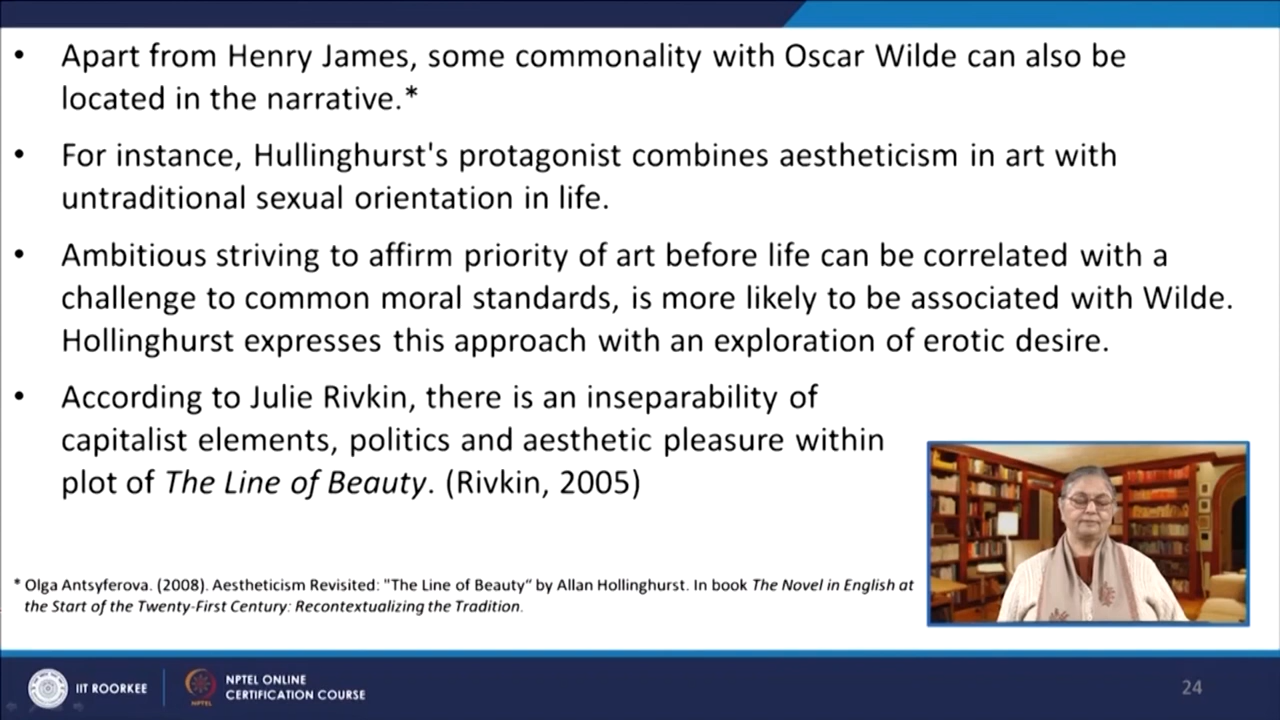 • Apart from Henry James, some commonality with Oscar Wilde can also be
located in the narrative.*
• For instance, Hullinghurst's protagonist combines aestheticism in art with
untraditional sexual orientation in life.
• Ambitious striving to affirm priority of art before life can be correlated with a
challenge to common moral standards, is more likely to be associated with Wilde.
Hollinghurst expresses this approach with an exploration of erotic desire.
• According to Julie Rivkin, there is an inseparability of
capitalist elements, politics and aesthetic pleasure within
plot of The Line of Beauty. (Rivkin, 2005)
* Olga Antsyferova. (2008). Aestheticism Revisited: "The Line of Beauty“ by Allan Hollinghurst. In book The Novel in English at
the Start of the Twenty-First Century: Recontextualizing the Tradition.
IIT ROORKEE
NPTEL
NPTEL ONLINE
CERTIFICATION COURSE
24